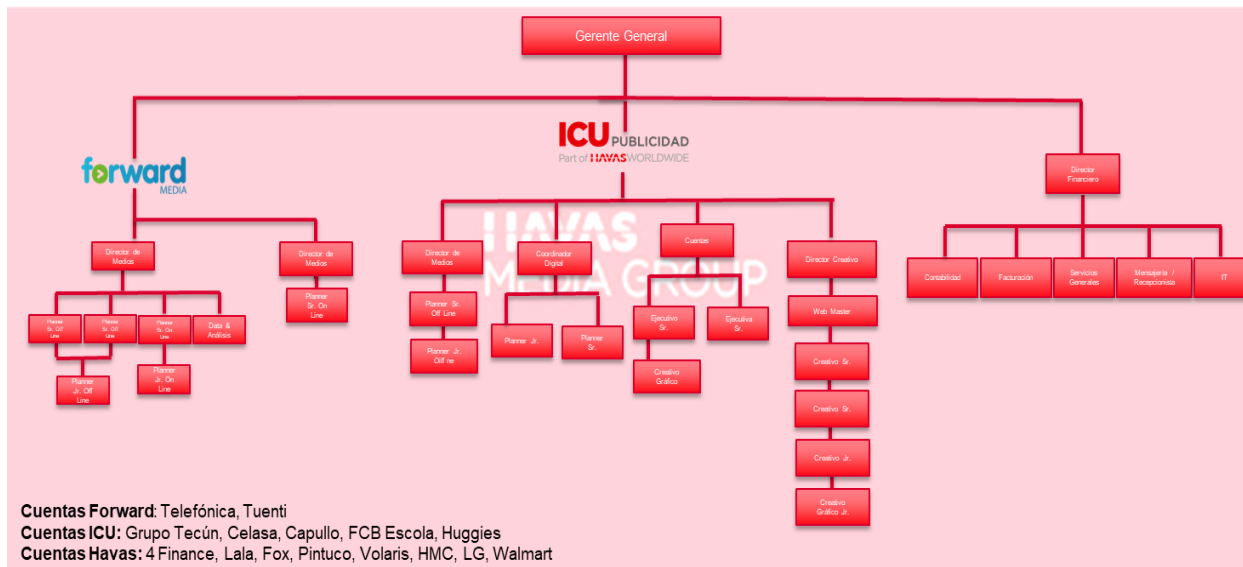 Gerente General
ICU PUBLICIDAD
Part of HAVAS WORLDWIDE
forward
MEDIA
Director
Financiero
HAVAS
MEDIA GROUP
Director de
Medios
Director de
Medios
Director de
Medios
Coordinador
Digital
Cuentas
Director Creativo
Contabilidad
Facturación
Servicios
Generales
Mensajería /
Recepcionista
IT
Planner
Sr. On
Line
Planner Sr.
Off Line
Ejecutivo
Sr.
Ejecutiva
Sr.
Web Master
Planner
Sr. Off
Line
Planner
Sr. Off
Line
Planner
Sr. On
Line
Data &
Análisis
Planner Jr.
Oiff ne
Planner Jr.
Planner
Sr.
Creativo Sr.
Planner
Jr. Off
Line
Planner
Jr. On
Line
Creativo
Gráfico
Creativo Sr.
Creativo Jr.
Creativo
Gráfico Jr.
Cuentas Forward: Telefónica, Tuenti
Cuentas ICU: Grupo Tecún, Celasa, Capullo, FCB Escola, Huggies
Cuentas Havas: 4 Finance, Lala, Fox, Pintuco, Volaris, HMC, LG, Walmart